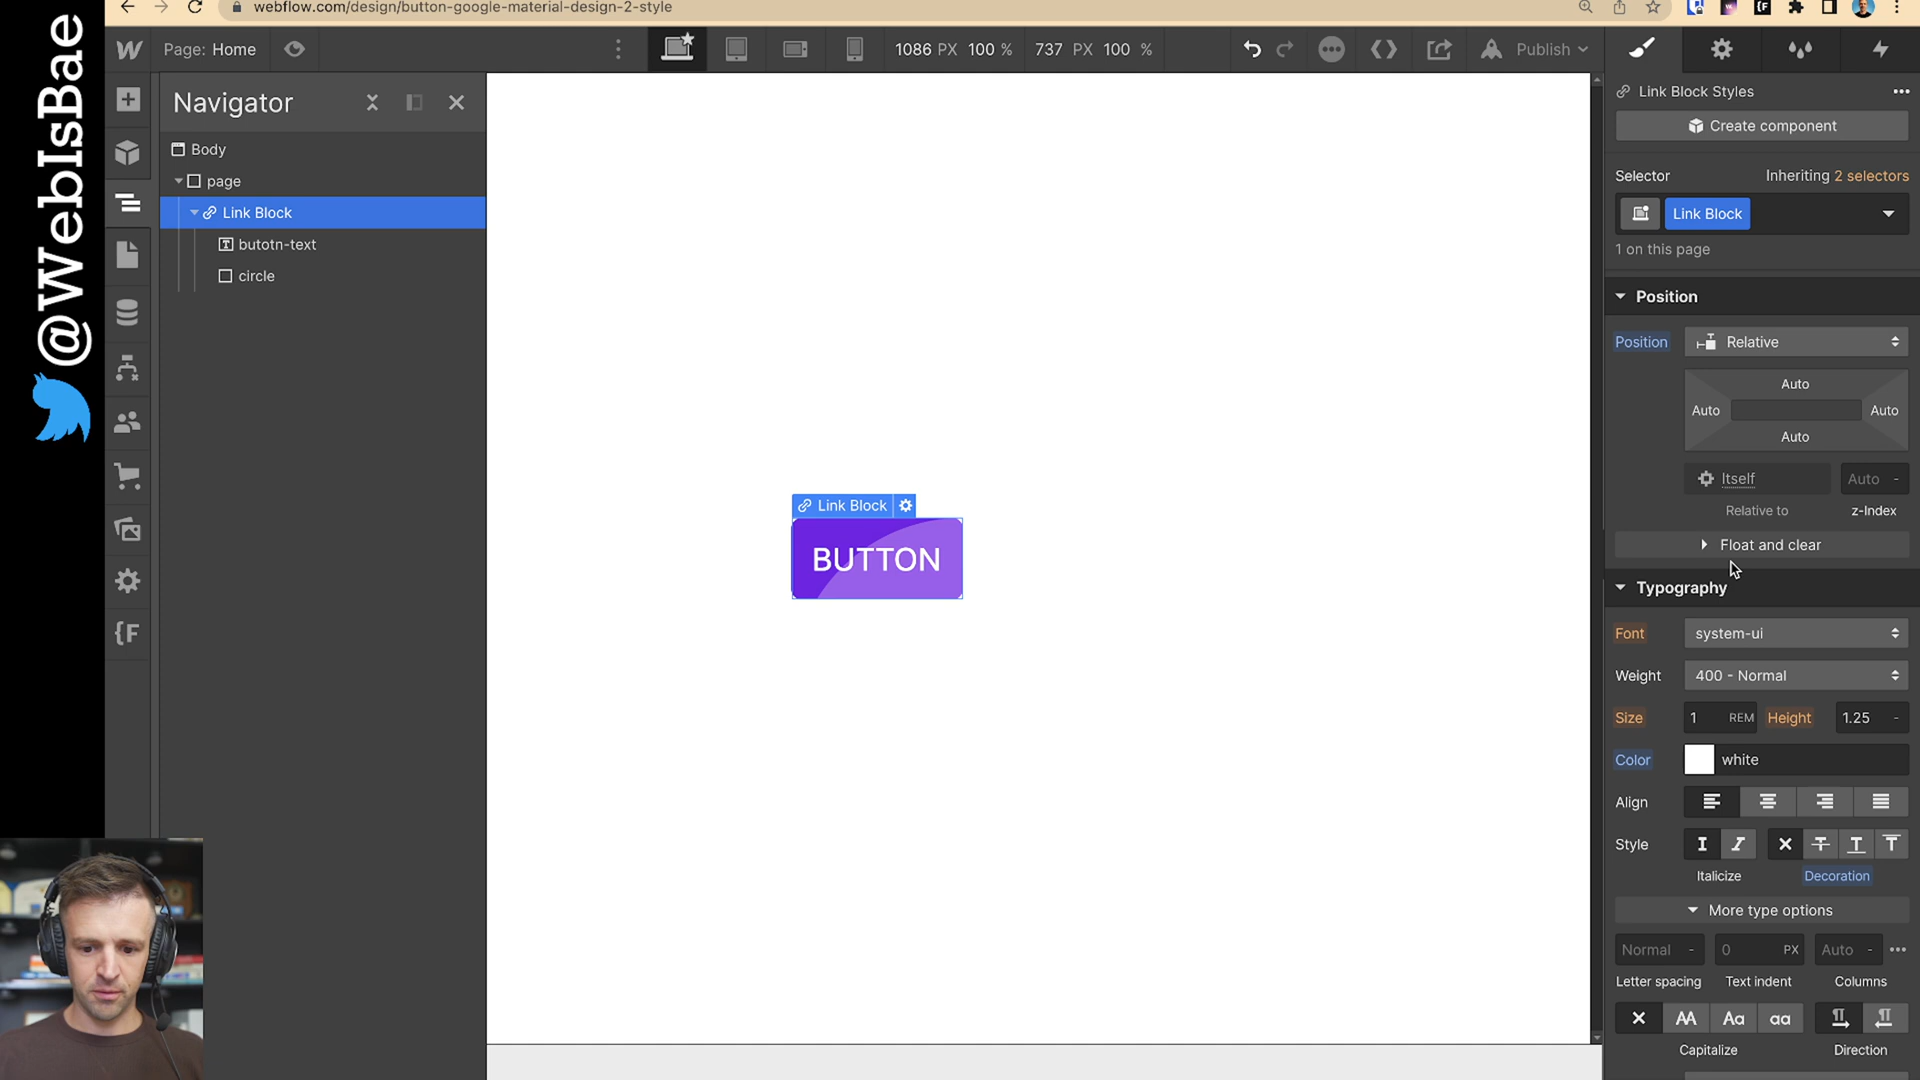 @WebIsBae
webflow.com/design/button-google-material-design-2-style
Page: Home
1086 PX 100 %
737 PX 100 %
Publish
Navigator
Body
page
Link Block
butotn-text
circle
{F
Link Block
BUTTON
Link Block Styles
Create component
Selector
Inheriting 2 selectors
Link Block
1 on this page
Position
Position
Relative
Auto
Auto
Auto
Auto
Itself
Auto -
Relative to
z-Index
Float and clear
Typography
Font
system-ui
Weight
400 - Normal
Size
1 REM
Height
1.25 -
Color
white
Align
Style
Italicize
Decoration
More type options
Normal -
0 PX
Auto -
Letter spacing
Text indent
Columns
AA
Aa
aa
Capitalize
Direction